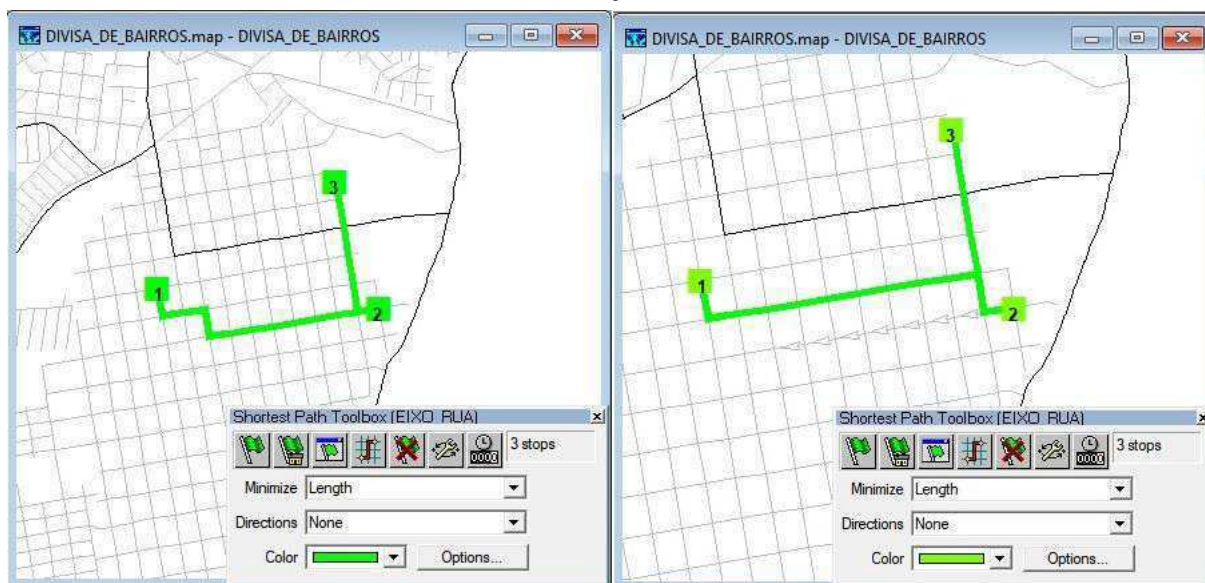 DIVISA_DE_BAIRROS.map - DIVISA_DE_BAIRROS
3
1
2
Shortest Path Toolbox (EIXO_RUA)
3 stops
Minimize Length
Directions None
Color Options...
DIVISA_DE_BAIRROS.map - DIVISA_DE_BAIRROS
3
1
2
Shortest Path Toolbox (EIXO_RUA)
3 stops
Minimize Length
Directions None
Color Options...